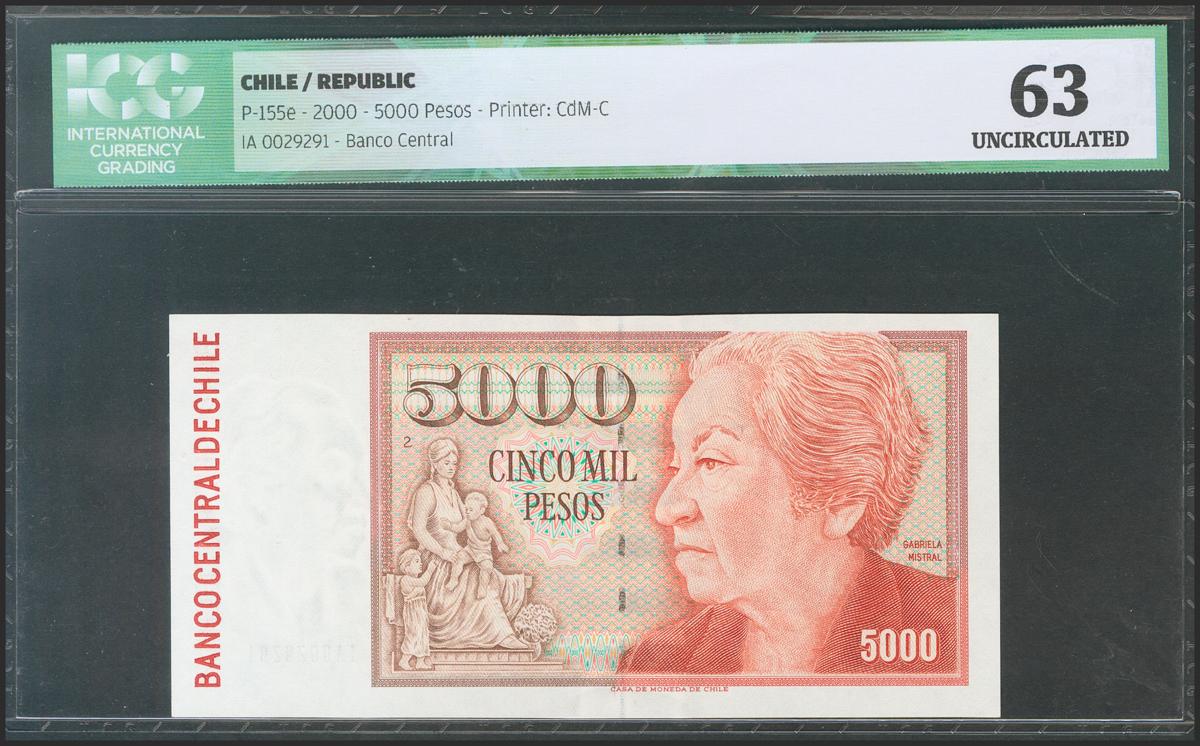 ICG
INTERNATIONAL
CURRENCY
GRADING
CHILE / REPUBLIC
P-155e - 2000 - 5000 Pesos - Printer: CdM-C
IA 0029291 - Banco Central
63
UNCIRCULATED
BANCO CENTRAL DE CHILE
5000
2
CINCO MIL
PESOS
GABRIELA
MISTRAL
5000
CASA DE MONEDA DE CHILE